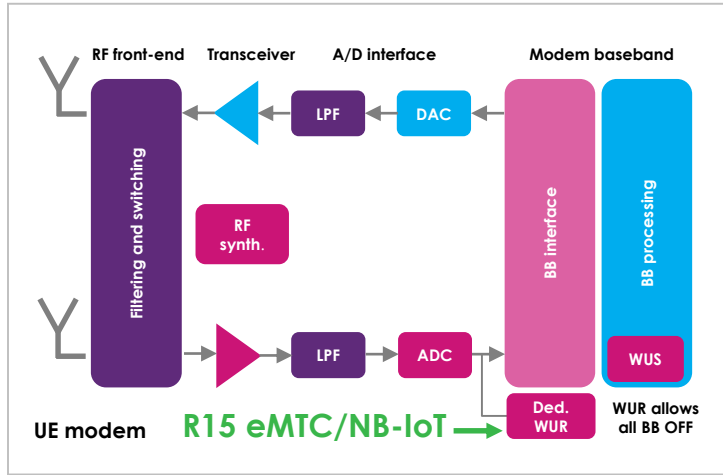 RF front-end Transceiver A/D interface Modem baseband
Filtering and switching
LPF
DAC
BB interface
BB processing
RF
synth.
LPF
ADC
WUS
Ded.
WUR
WUR allows
all BB OFF
UE modem
R15 eMTC/NB-IoT